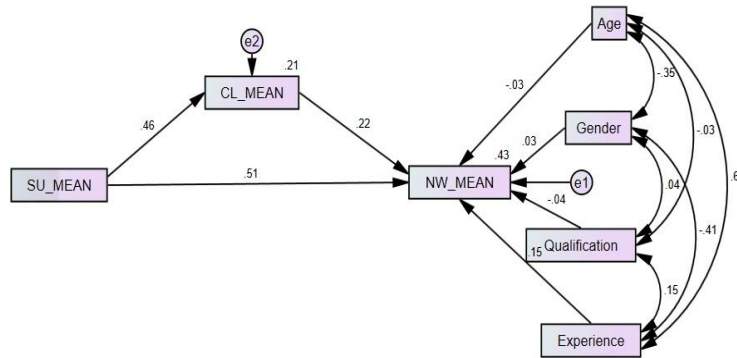 Age
e2
.21
CL_MEAN
-.35
-.03
.46
.22
-.03
Gender
.03
.43
SU_MEAN
.51
NW_MEAN
e1
.04
-.04
-.41
.15
Qualification
.15
Experience